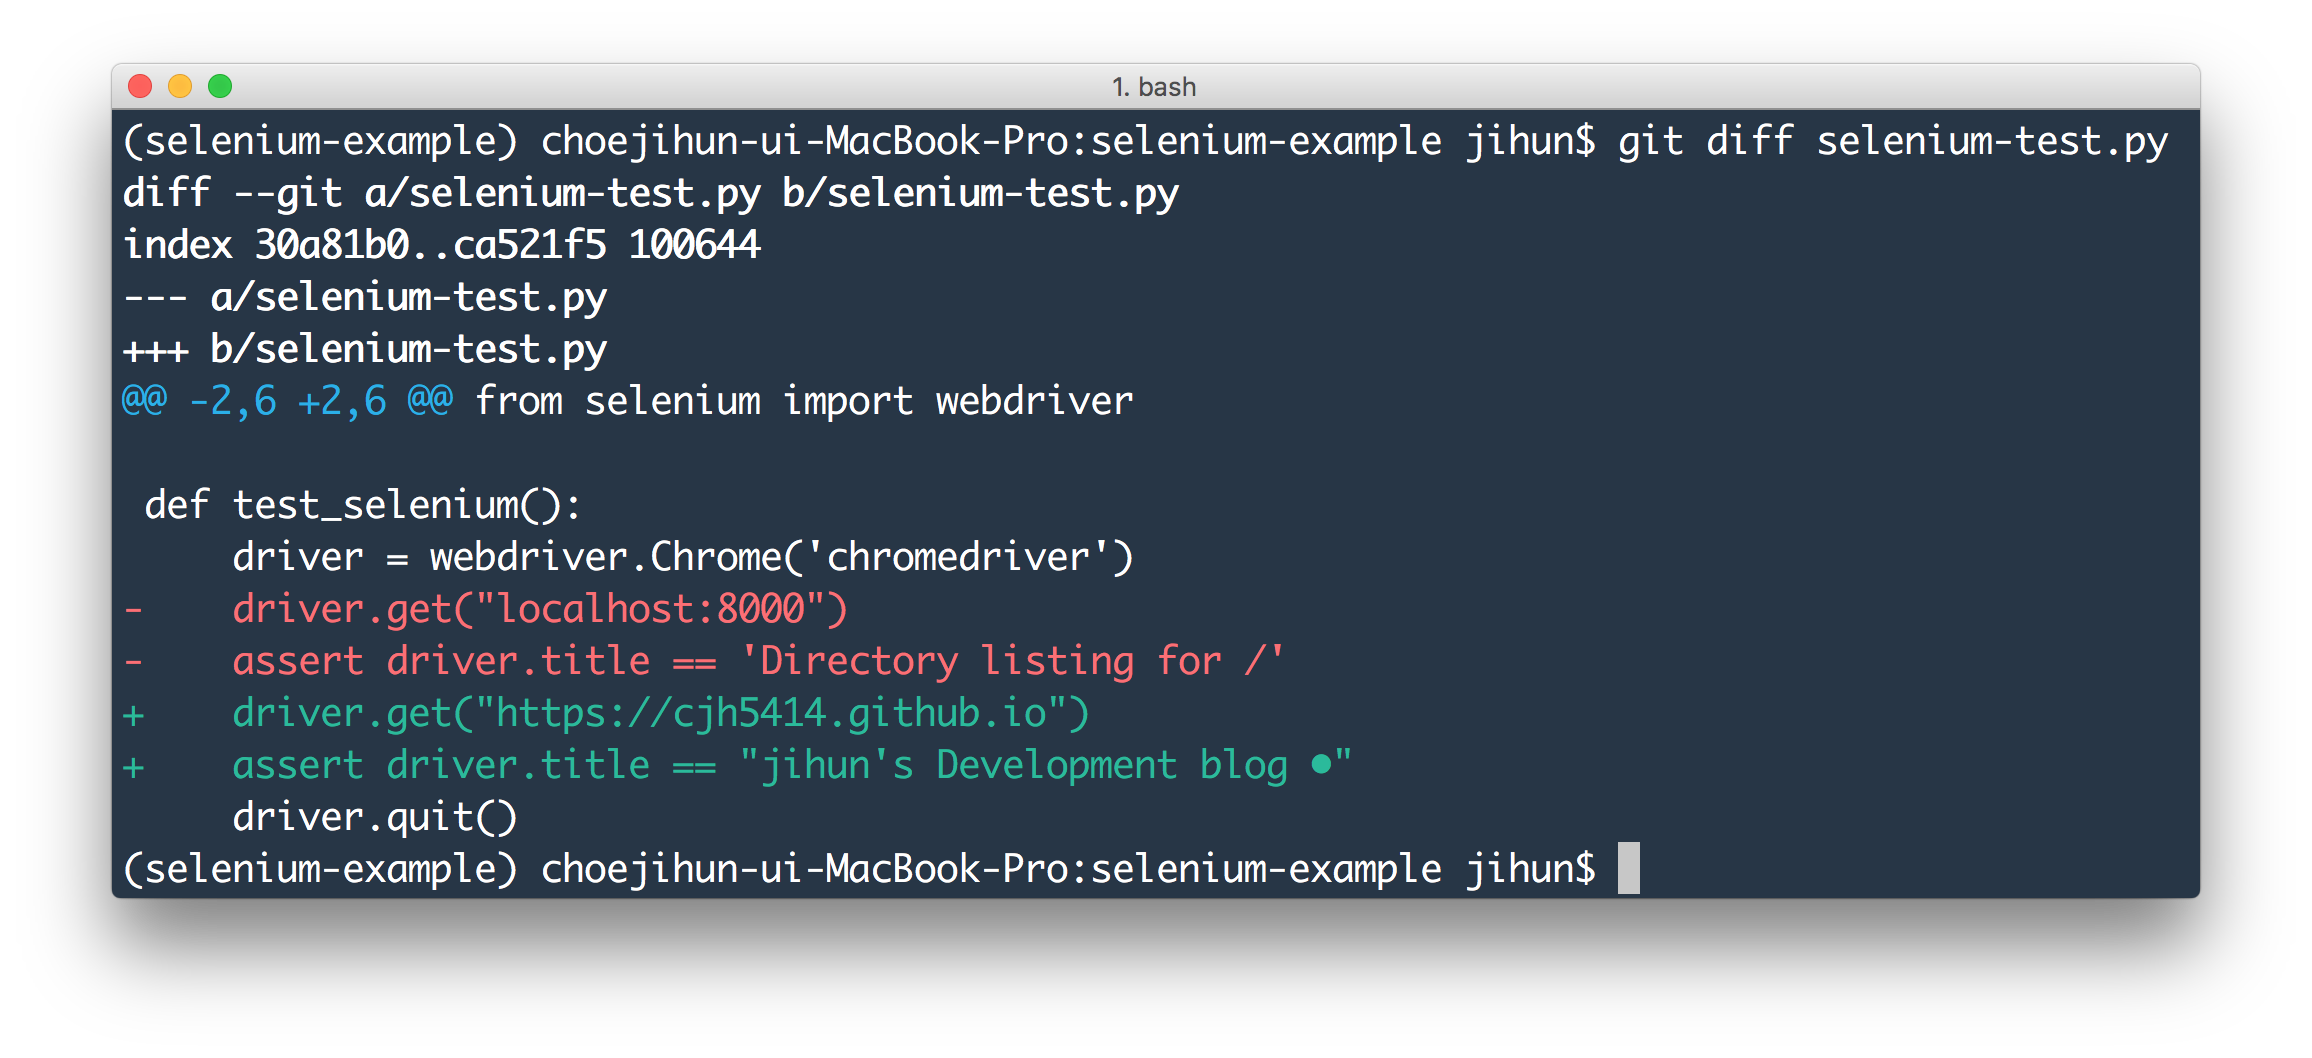 1. bash
(selenium-example) choejihun-ui-MacBook-Pro:selenium-example jihun$ git diff selenium-test.py
diff --git a/selenium-test.py b/selenium-test.py
index 30a81b0..ca521f5 100644
--- a/selenium-test.py
+++ b/selenium-test.py
@@ -2,6 +2,6 @@ from selenium import webdriver

 def test_selenium():
     driver = webdriver.Chrome('chromedriver')
-    driver.get("localhost:8000")
-    assert driver.title == 'Directory listing for /'
+    driver.get("https://cjh5414.github.io")
+    assert driver.title == "jihun's Development blog ●"
     driver.quit()
(selenium-example) choejihun-ui-MacBook-Pro:selenium-example jihun$